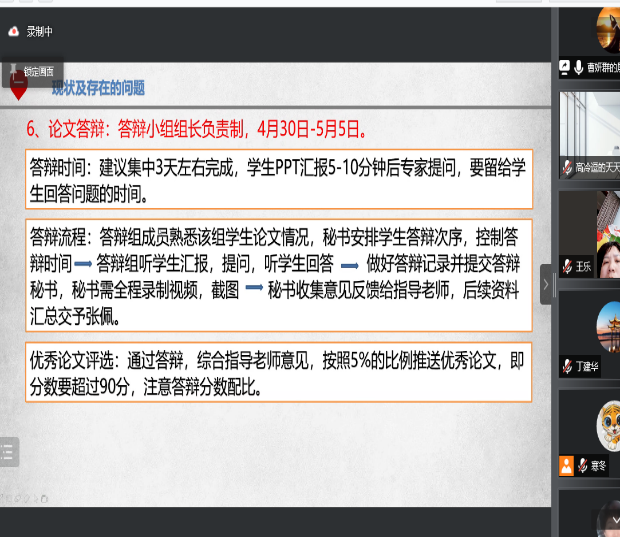 录制中
锁定画面
现状及存在的问题
6、论文答辩：答辩小组组长负责制，4月30日-5月5日。
答辩时间：建议集中3天左右完成，学生PPT汇报5-10分钟后专家提问，要留给学
生回答问题的时间。
答辩流程：答辩组成员熟悉该组学生论文情况，秘书安排学生答辩次序，控制答
辩时间 答辩组听学生汇报，提问，听学生回答 做好答辩记录并提交答辩
秘书，秘书需全程录制视频，截图 秘书收集意见反馈给指导老师，后续资料
汇总交予张佩。
优秀论文评选：通过答辩，综合指导老师意见，按照5%的比例推送优秀论文，即
分数要超过90分，注意答辩分数配比。
曹妍群的
高冷逗的天天
王乐
丁建华
寒冬